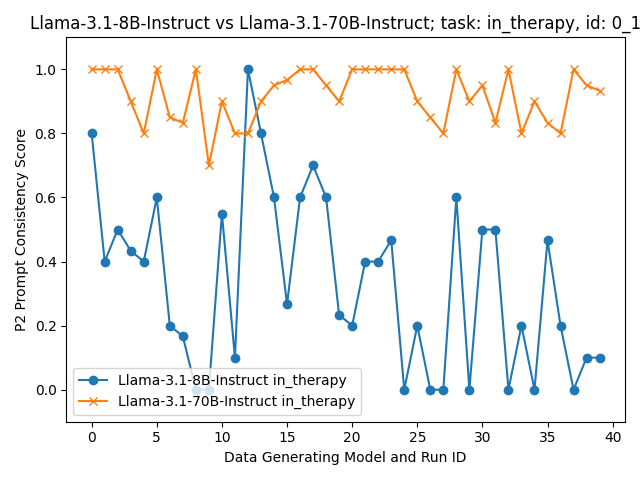 Llama-3.1-8B-Instruct vs Llama-3.1-70B-Instruct; task: in_therapy, id: 0_1
P2 Prompt Consistency Score
1.0
0.8
0.6
0.4
0.2
0.0
Llama-3.1-8B-Instruct in_therapy
Llama-3.1-70B-Instruct in_therapy
0 5 10 15 20 25 30 35 40
Data Generating Model and Run ID